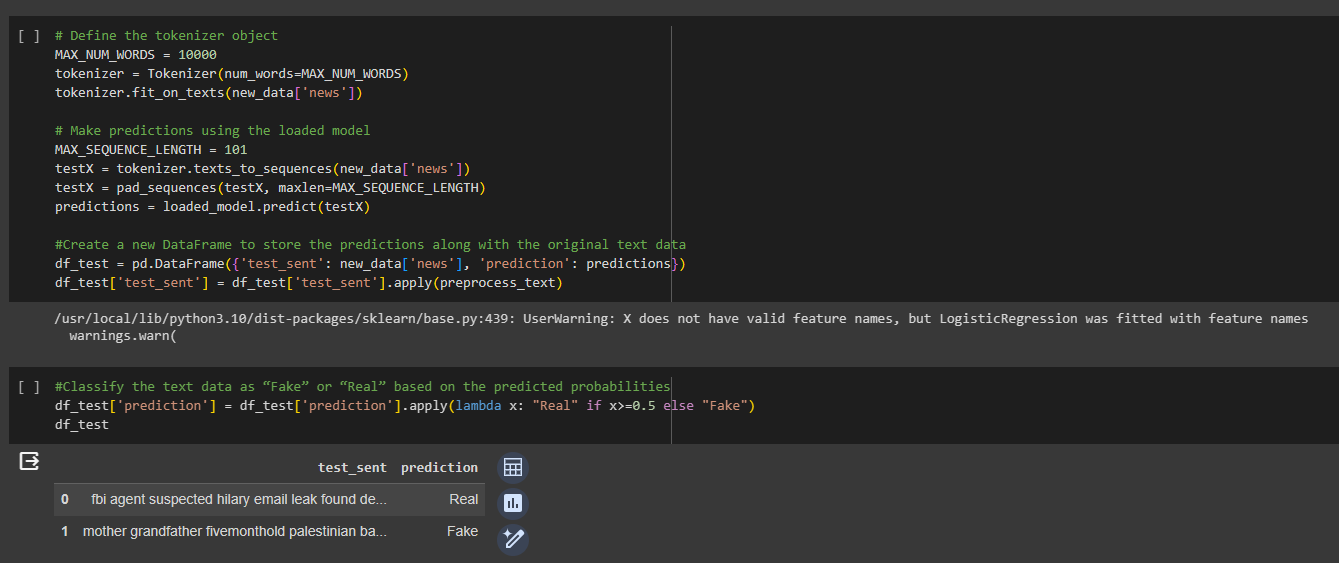 [ ] # Define the tokenizer object
MAX_NUM_WORDS = 10000
tokenizer = Tokenizer(num_words=MAX_NUM_WORDS)
tokenizer.fit_on_texts(new_data['news'])
# Make predictions using the loaded model
MAX_SEQUENCE_LENGTH = 101
testX = tokenizer.texts_to_sequences(new_data['news'])
testX = pad_sequences(testX, maxlen=MAX_SEQUENCE_LENGTH)
predictions = loaded_model.predict(testX)
#Create a new DataFrame to store the predictions along with the original text data
df_test = pd.DataFrame({'test_sent': new_data['news'], 'prediction': predictions})
df_test['test_sent'] = df_test['test_sent'].apply(preprocess_text)
/usr/local/lib/python3.10/dist-packages/sklearn/base.py:439: UserWarning: X does not have valid feature names, but LogisticRegression was fitted with feature names
warnings.warn(
[ ] #Classify the text data as “Fake” or “Real” based on the predicted probabilities
df_test['prediction'] = df_test['prediction'].apply(lambda x: "Real" if x>=0.5 else "Fake")
df_test
test_sent prediction
0 fbi agent suspected hilary email leak found de... Real
1 mother grandfather fivemonthold palestinian ba... Fake